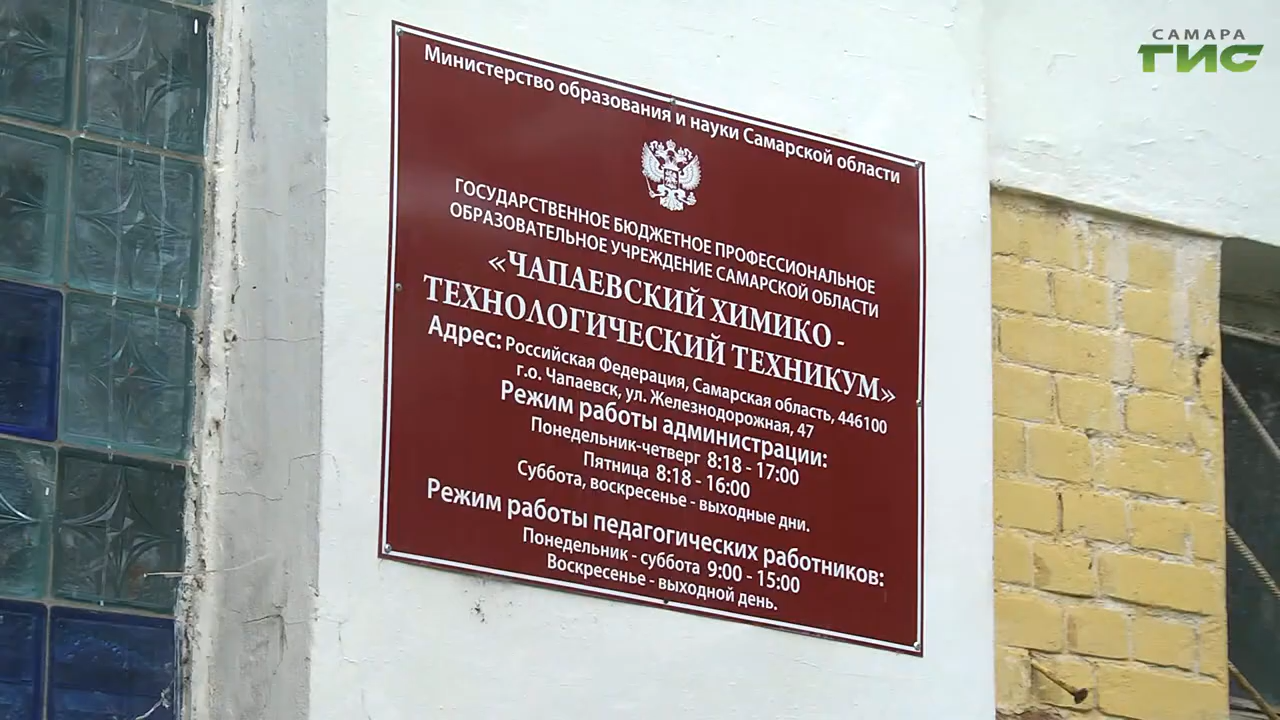 САМАРА
ГИС
Министерство образования и науки Самарской области
ГОСУДАРСТВЕННОЕ БЮДЖЕТНОЕ ПРОФЕССИОНАЛЬНОЕ
ОБРАЗОВАТЕЛЬНОЕ УЧРЕЖДЕНИЕ САМАРСКОЙ ОБЛАСТИ
«ЧАПАЕВСКИЙ ХИМИКО -
ТЕХНОЛОГИЧЕСКИЙ ТЕХНИКУМ»
Адрес: Российская Федерация, Самарская область, 446100
г.о. Чапаевск, ул. Железнодорожная, 47
Режим работы администрации:
Понедельник-четверг 8:18 - 17:00
Пятница 8:18 - 16:00
Суббота, воскресенье - выходные дни.
Режим работы педагогических работников:
Понедельник - суббота 9:00 - 15:00
Воскресенье - выходной день.